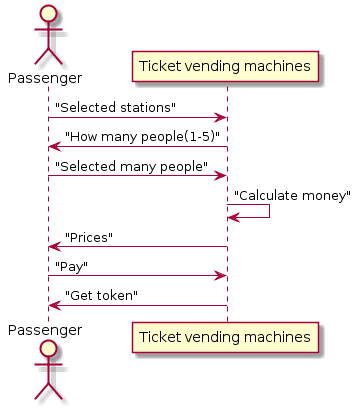 Passenger
Ticket vending machines
"Selected stations"
"How many people(1-5)"
"Selected many people"
"Calculate money"
"Prices"
"Pay"
"Get token"
Passenger
Ticket vending machines